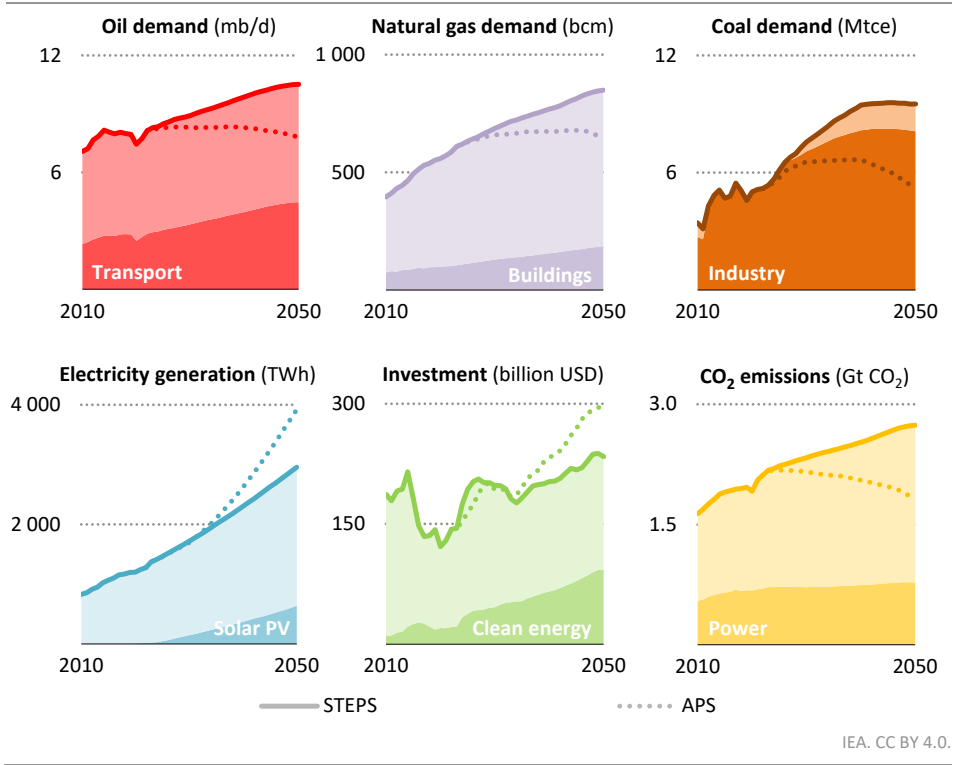 Oil demand (mb/d)
Natural gas demand (bcm)
Coal demand (Mtce)
12
6
Transport
2010
2050
1 000
500
Buildings
2010
2050
12
6
Industry
2010
2050
Electricity generation (TWh)
Investment (billion USD)
CO₂ emissions (Gt CO₂)
4 000
2 000
Solar PV
2010
2050
300
150
Clean energy
2010
2050
3.0
1.5
Power
2010
2050
STEPS
APS
IEA. CC BY 4.0.